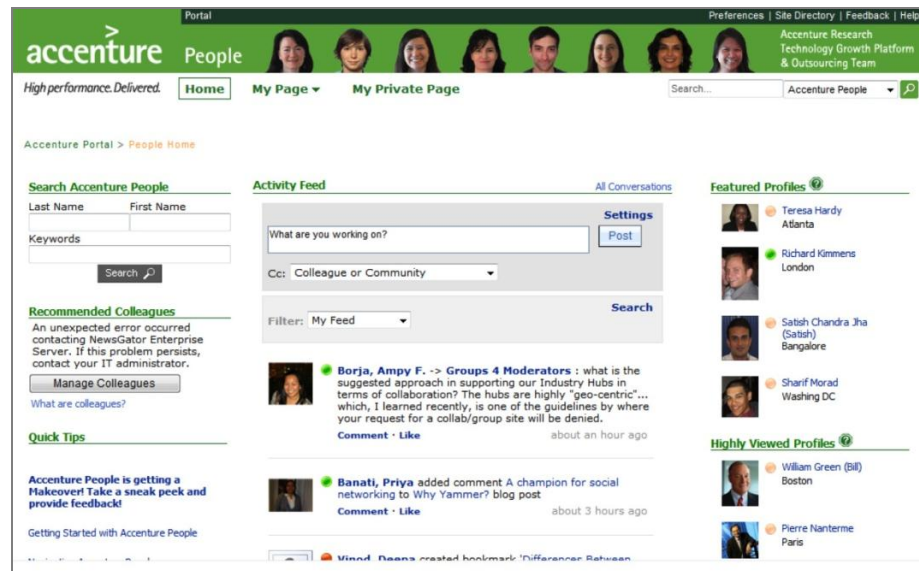 Portal
Preferences | Site Directory | Feedback | Help
>
accenture
People
Accenture Research
Technology Growth Platform
& Outsourcing Team
High performance. Delivered.
Home
My Page
My Private Page
Search...
Accenture People
Accenture Portal > People Home
Search Accenture People
Last Name First Name
Keywords
Search
Recommended Colleagues
An unexpected error occurred
contacting NewsGator Enterprise
Server. If this problem persists,
contact your IT administrator.
Manage Colleagues
What are colleagues?
Quick Tips
Accenture People is getting a
Makeover! Take a sneak peek and
provide feedback!
Getting Started with Accenture People
Activity Feed
All Conversations
Settings
What are you working on?
Post
Cc: Colleague or Community
Search
Filter: My Feed
Borja, Ampy F. -> Groups 4 Moderators : what is the
suggested approach in supporting our Industry Hubs in
terms of collaboration? The hubs are highly "geo-centric"...
which, I learned recently, is one of the guidelines by where
your request for a collab/group site will be denied.
Comment · Like about an hour ago
Banati, Priya added comment A champion for social
networking to Why Yammer? blog post
Comment · Like about 3 hours ago
Vinod, Deepa created bookmark 'Differences Between
Featured Profiles
Teresa Hardy
Atlanta
Richard Kimmens
London
Satish Chandra Jha
(Satish)
Bangalore
Sharif Morad
Washing DC
Highly Viewed Profiles
William Green (Bill)
Boston
Pierre Nanterme
Paris